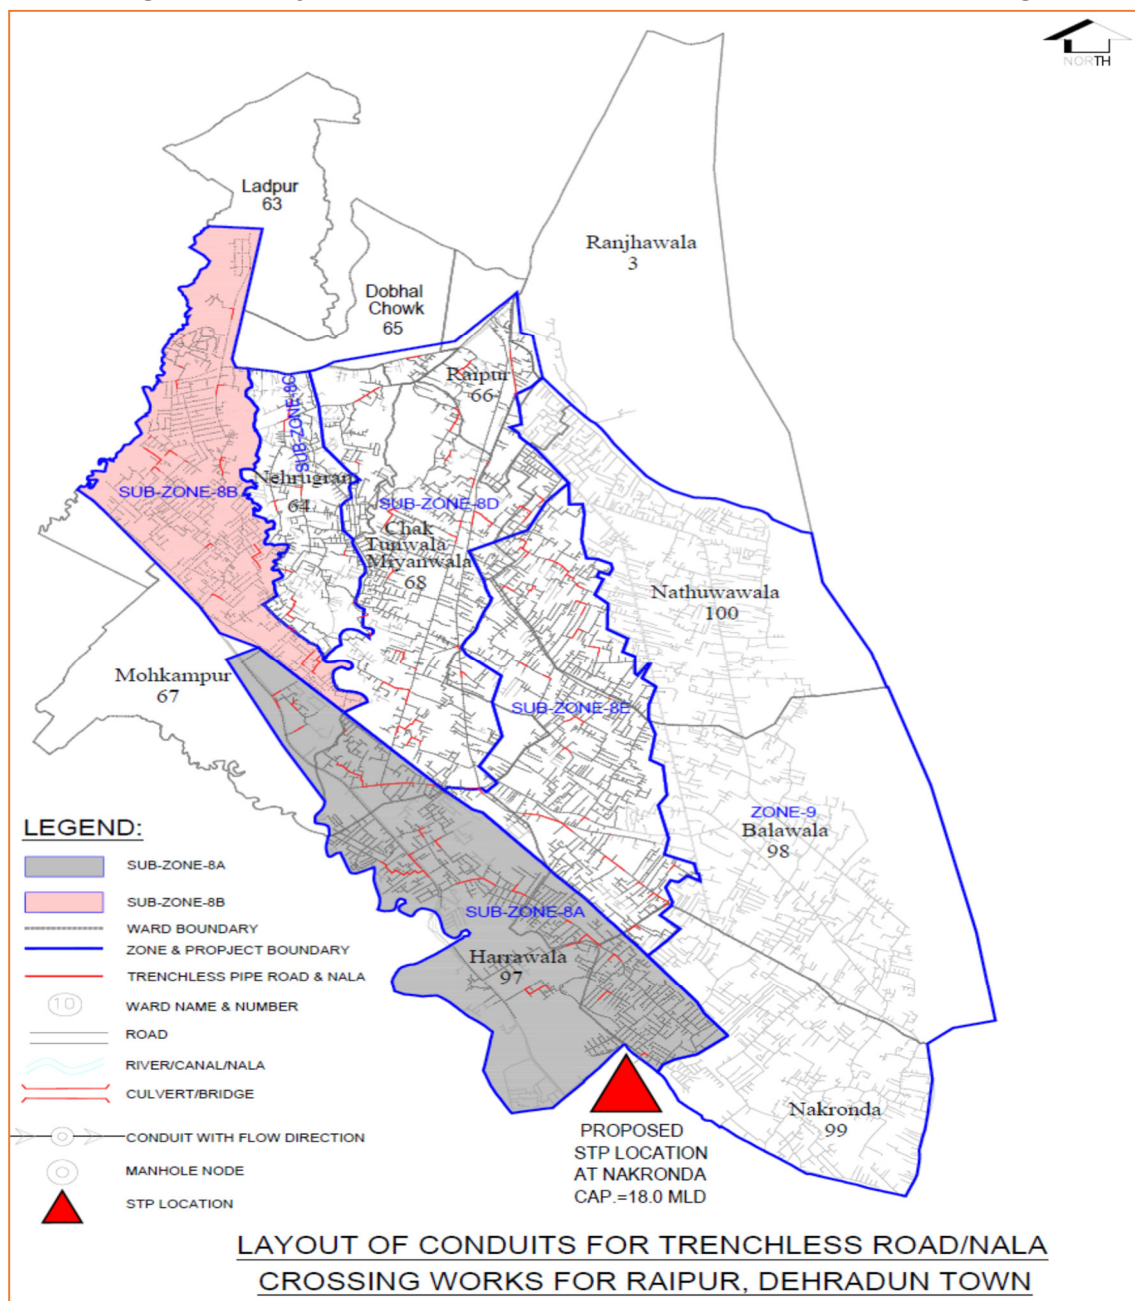 NORTH
Ladpur
63
Ranjhawala
3
Dobhal
Chowk
65
Raipur
66
SUB-ZONE-8C
Nehrugram
64
SUB-ZONE-8B
SUB-ZONE-8D
Chak
Tunwala
Miyanwala
68
Nathuwawala
100
Mohkampur
67
SUB-ZONE-8E
ZONE-9
Balawala
98
SUB-ZONE-8A
Harrawala
97
Nakronda
99
LEGEND:
SUB-ZONE-8A
SUB-ZONE-8B
WARD BOUNDARY
ZONE & PROPJECT BOUNDARY
TRENCHLESS PIPE ROAD & NALA
10
WARD NAME & NUMBER
ROAD
RIVER/CANAL/NALA
CULVERT/BRIDGE
CONDUIT WITH FLOW DIRECTION
MANHOLE NODE
STP LOCATION
PROPOSED
STP LOCATION
AT NAKRONDA
CAP.=18.0 MLD
LAYOUT OF CONDUITS FOR TRENCHLESS ROAD/NALA
CROSSING WORKS FOR RAIPUR, DEHRADUN TOWN